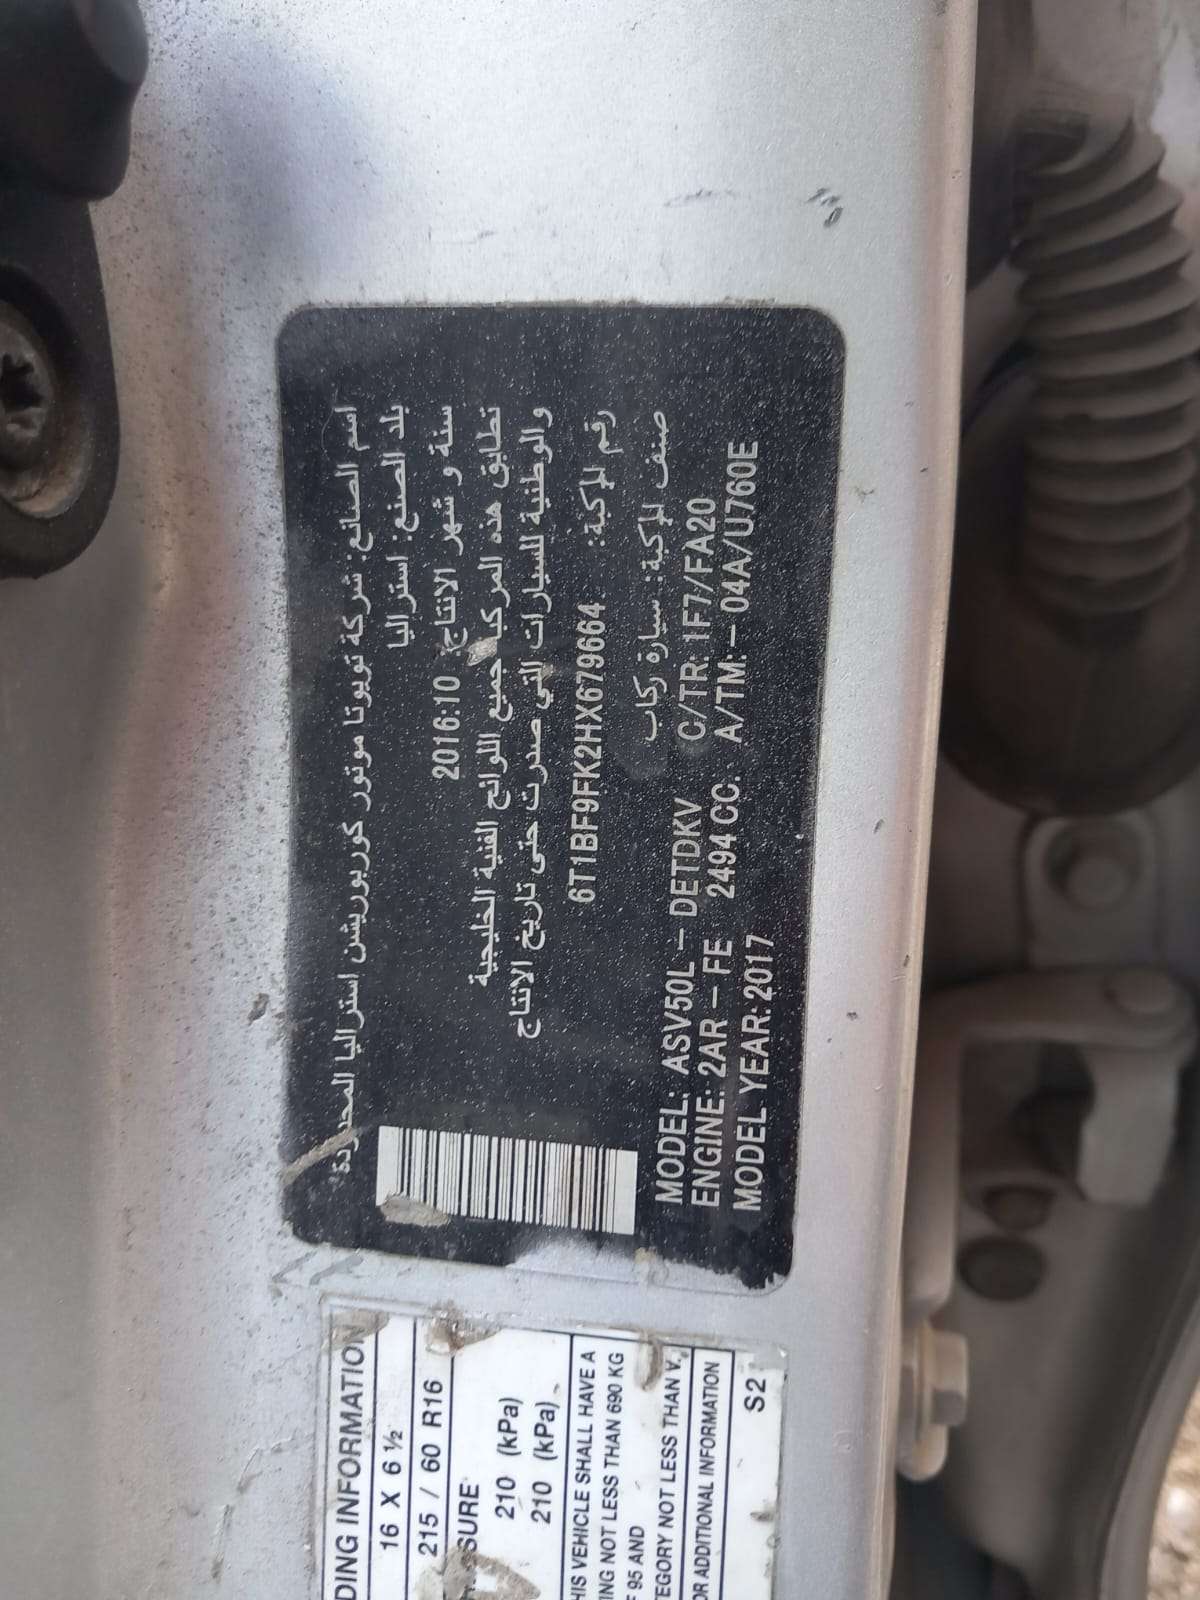 اسم الصانع: شركة تويوتا موتور كوربوريشن استراليا المحدودة
بلد الصنع: استراليا
سنة و شهر الانتاج: 2016:10
تطابق هذه المركبة جميع اللوائح الفنية الخليجية
والوطنية للسيارات التي صدرت حتى تاريخ الانتاج
رقم المركبة: 6T1BF9FK2HX679664
صنف المركبة: سيارة ركاب
MODEL: ASV50L – DETDKV C/TR: 1F7/FA20
ENGINE: 2AR – FE 2494 CC. A/TM: – 04A/U760E
MODEL YEAR: 2017
DING INFORMATION
16 X 6 ½
215 / 60 R16
SURE
210 (kPa)
210 (kPa)
HIS VEHICLE SHALL HAVE A
ING NOT LESS THAN 690 KG
F 95 AND
TEGORY NOT LESS THAN V.
OR ADDITIONAL INFORMATION
S2